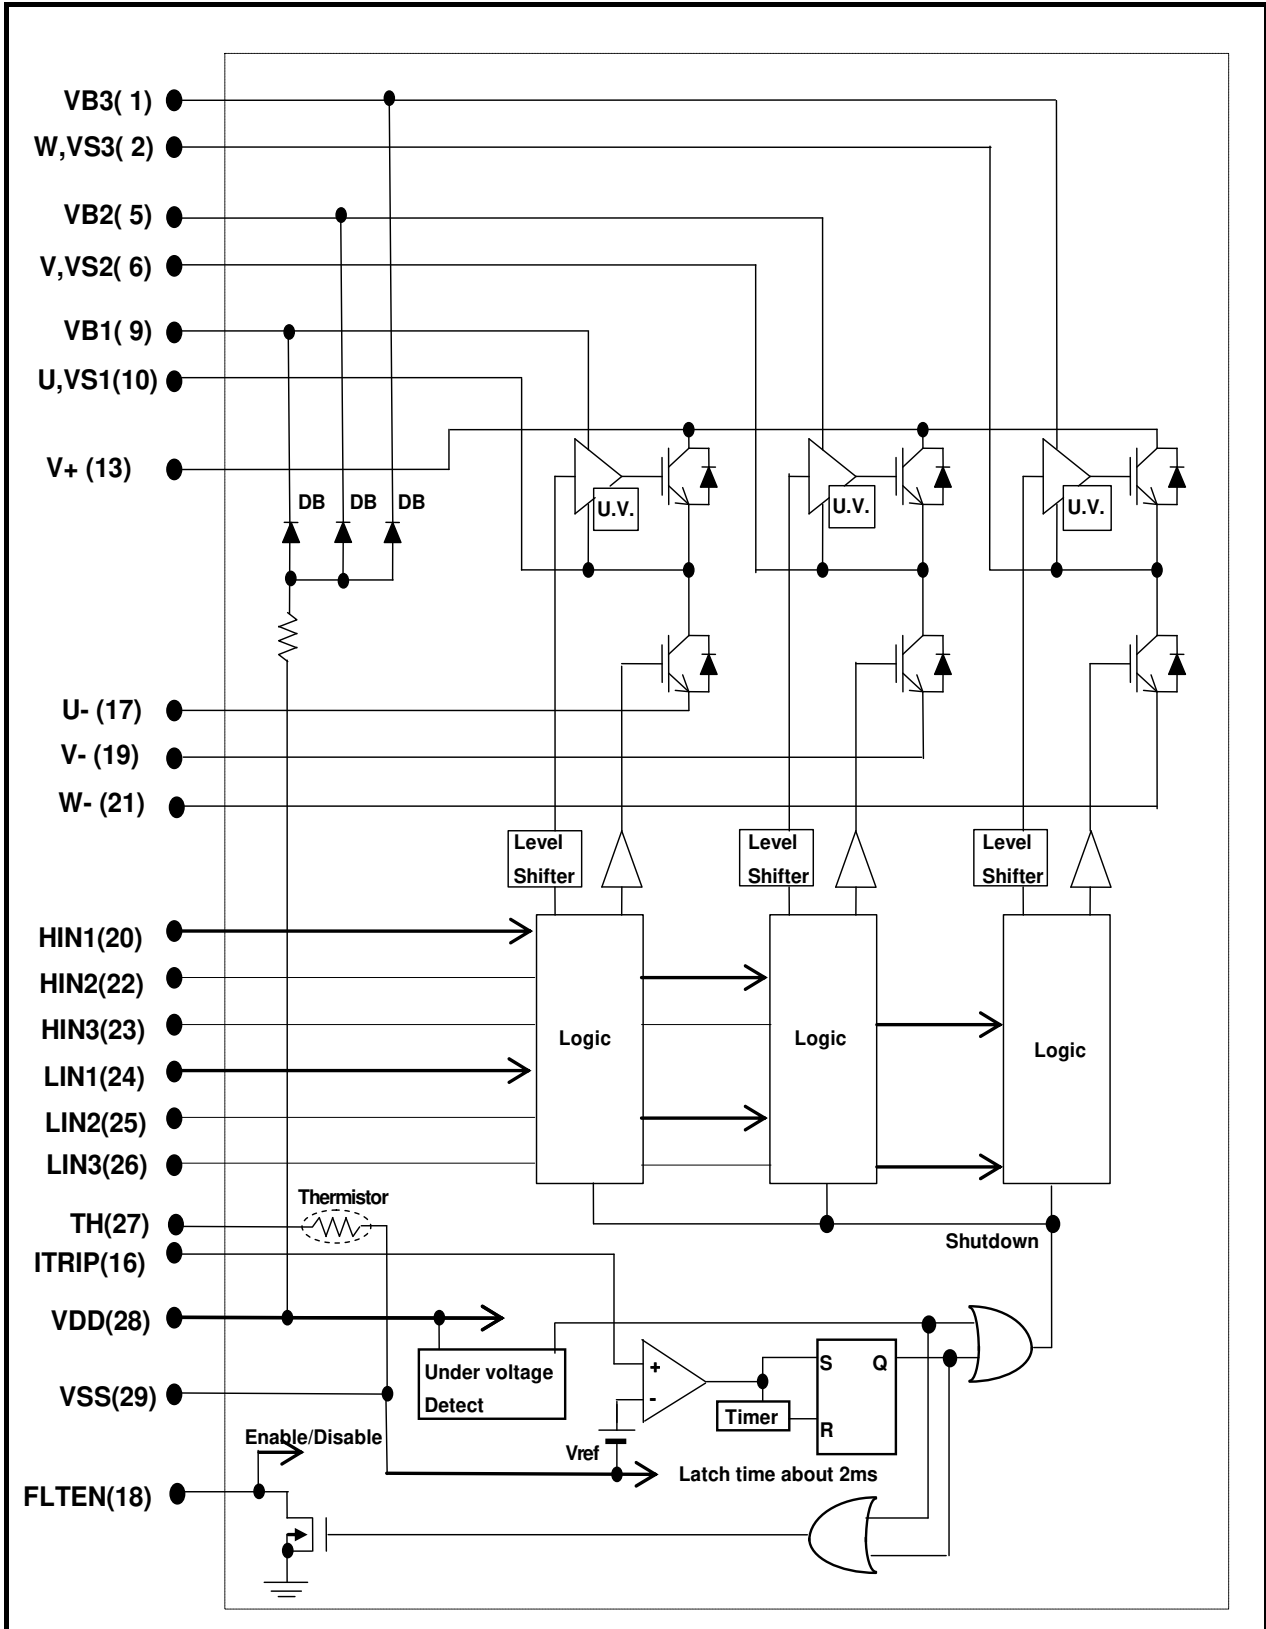 VB3( 1)
W,VS3( 2)
VB2( 5)
V,VS2( 6)
VB1( 9)
U,VS1(10)
V+ (13)
DB DB DB
U.V. U.V. U.V.
U- (17)
V- (19)
W- (21)
Level
Shifter
Level
Shifter
Level
Shifter
HIN1(20)
HIN2(22)
HIN3(23)
LIN1(24)
LIN2(25)
LIN3(26)
Logic
Logic
Logic
Thermistor
TH(27)
ITRIP(16)
Shutdown
VDD(28)
Under voltage
Detect
VSS(29)
+
-
S Q
R
Timer
Vref
Enable/Disable
Latch time about 2ms
FLTEN(18)